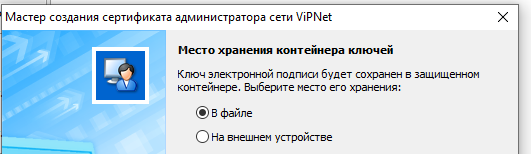 Мастер создания сертификата администратора сети ViPNet
Место хранения контейнера ключей
Ключ электронной подписи будет сохранен в защищенном
контейнере. Выберите место его хранения:
В файле
На внешнем устройстве